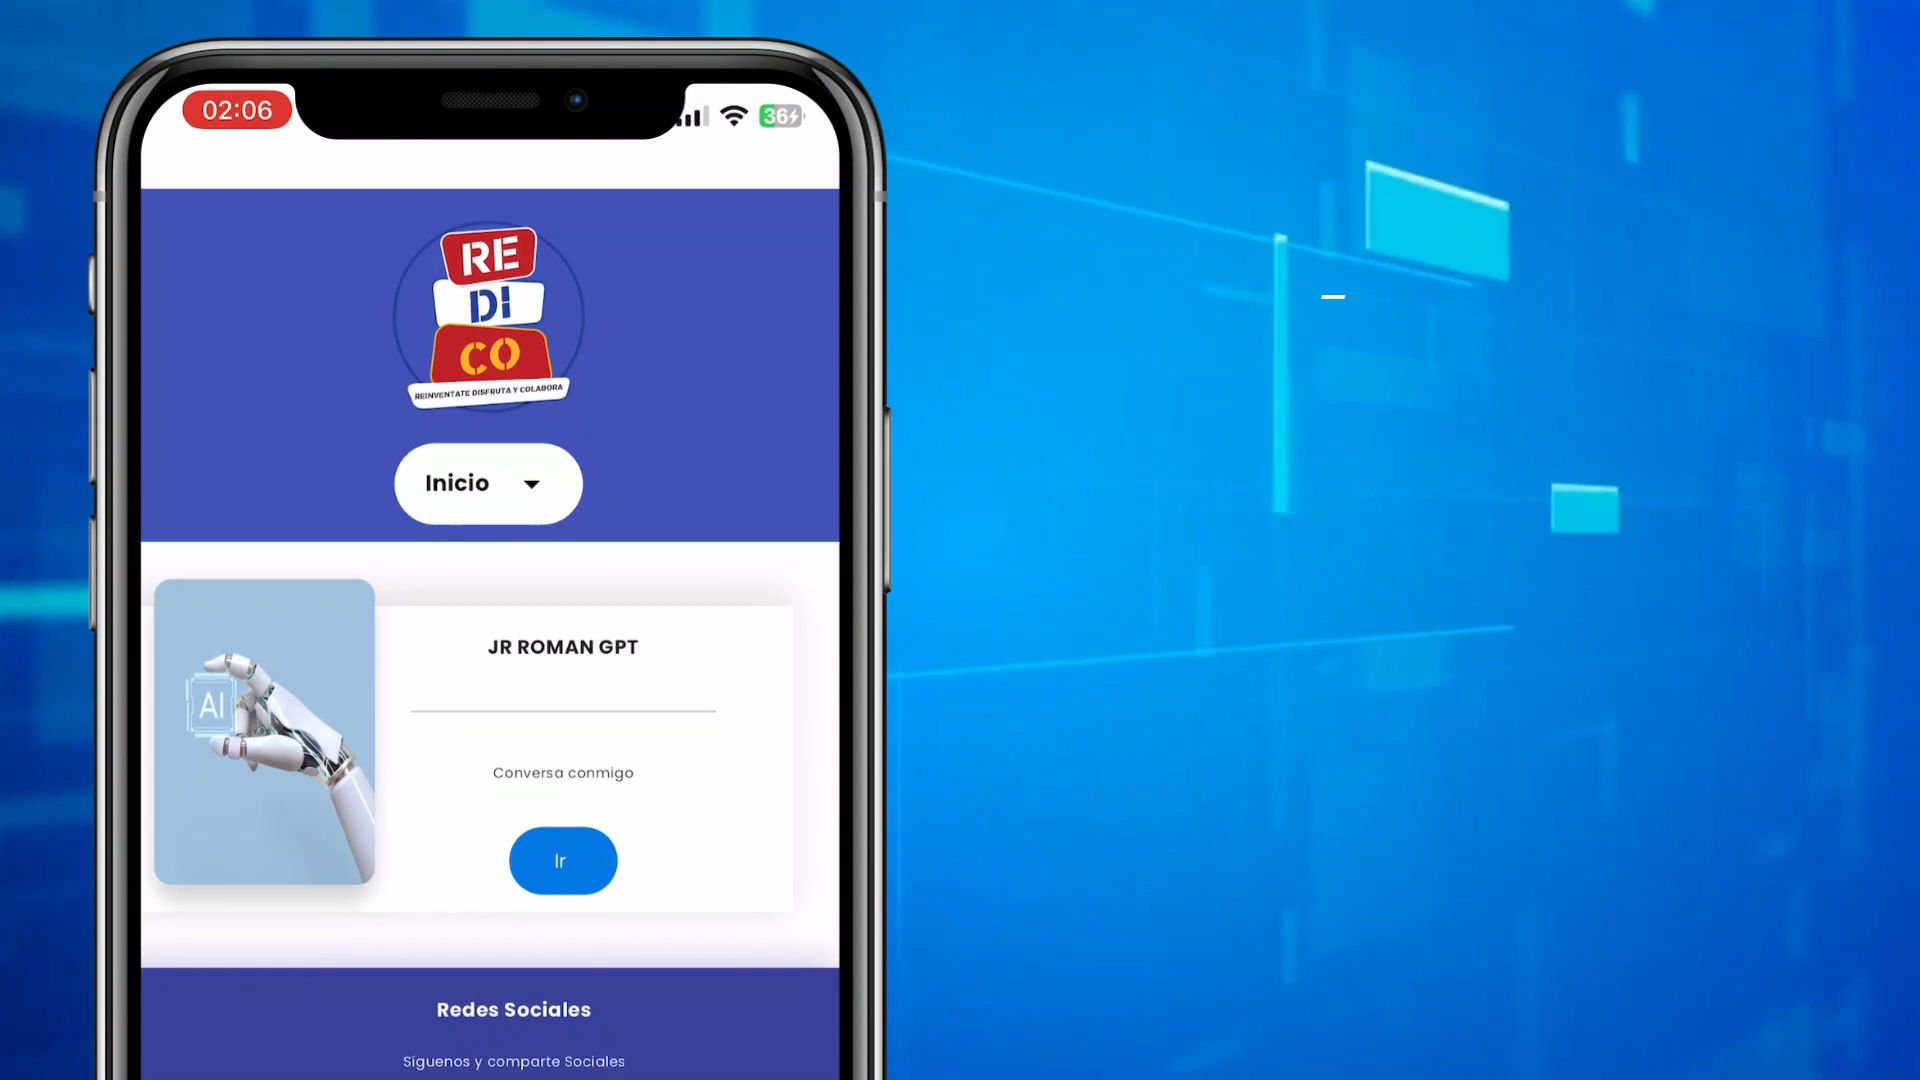 02:06
36
RE
DI
CO
REINVENTATE DISFRUTA Y COLABORA
Inicio
AI
JR ROMAN GPT
Conversa conmigo
Ir
Redes Sociales
Síguenos y comparte Sociales